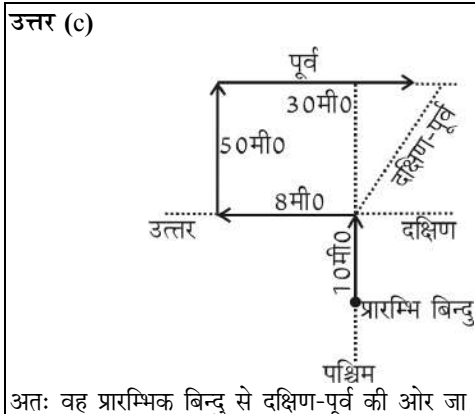 उत्तर (c)
पूर्व
30मी0
50मी0
दक्षिण-पूर्व
8मी0
उत्तर
दक्षिण
10मी0
प्रारम्भि बिन्दु
पश्चिम
अतः वह प्रारम्भिक बिन्दु से दक्षिण-पूर्व की ओर जा